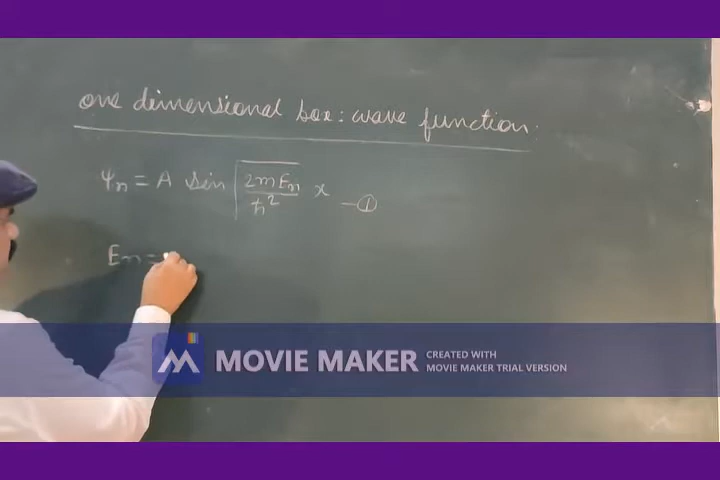 one dimensional box: wave function.
ψn = A sin √(2mEn/ħ²) x —①
En =
MOVIE MAKER
CREATED WITH
MOVIE MAKER TRIAL VERSION